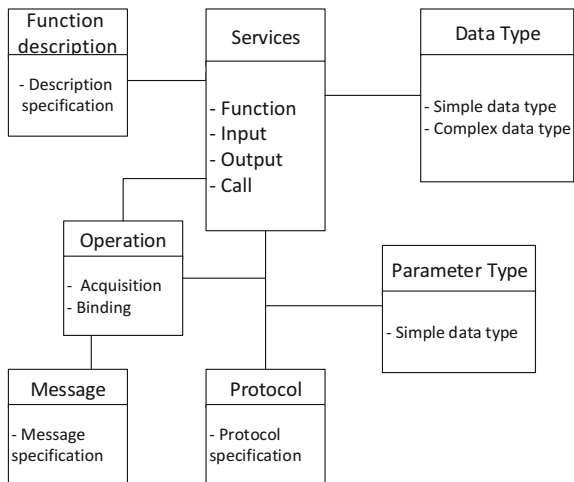 Function
description
- Description
specification
Services
- Function
- Input
- Output
- Call
Data Type
- Simple data type
- Complex data type
Operation
- Acquisition
- Binding
Parameter Type
- Simple data type
Message
- Message
specification
Protocol
- Protocol
specification